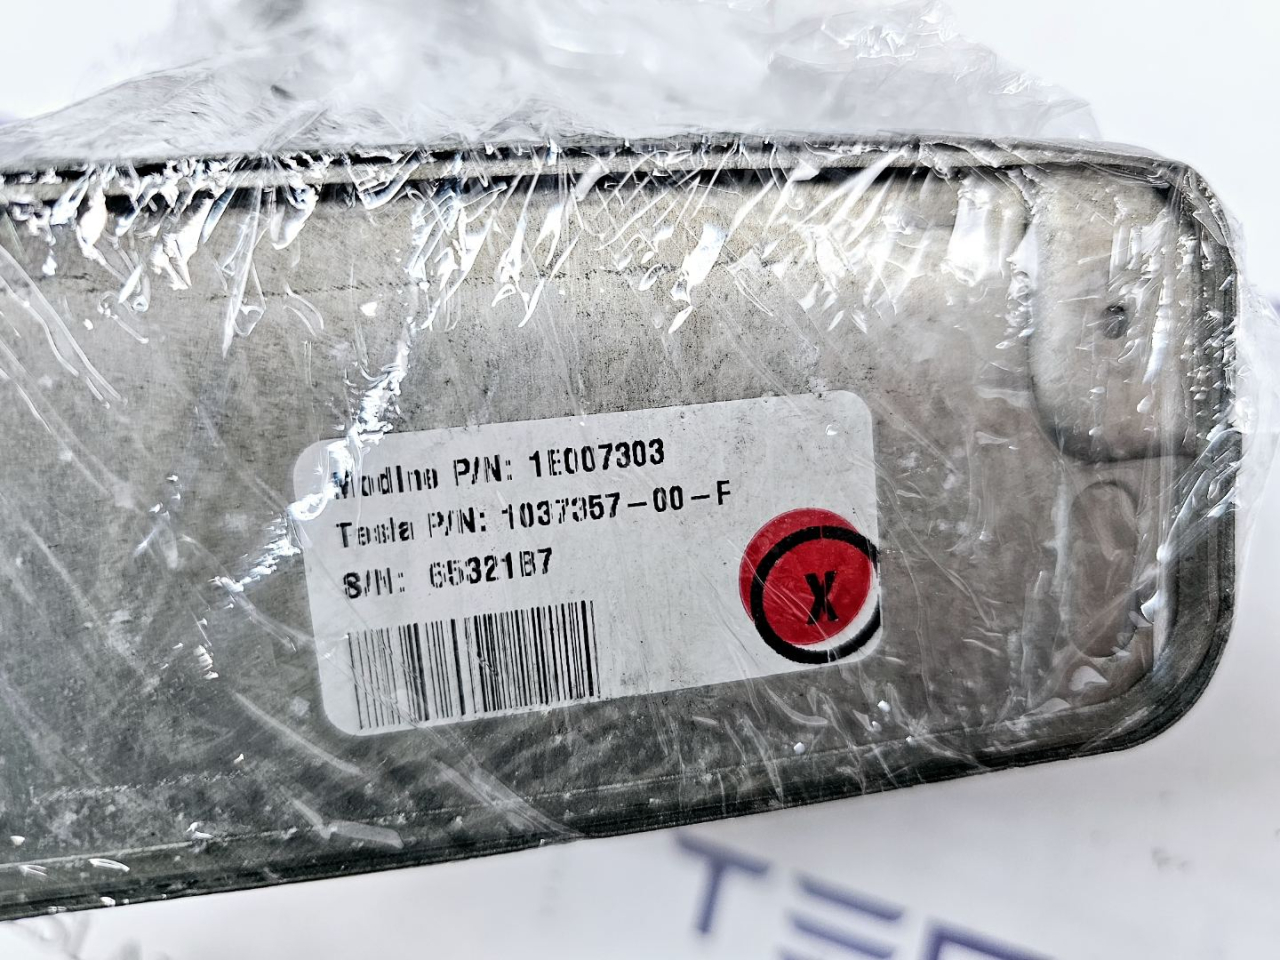 Modine P/N: 1E007303
Tesla P/N: 1037357-00-F
S/N: 65321B7
X